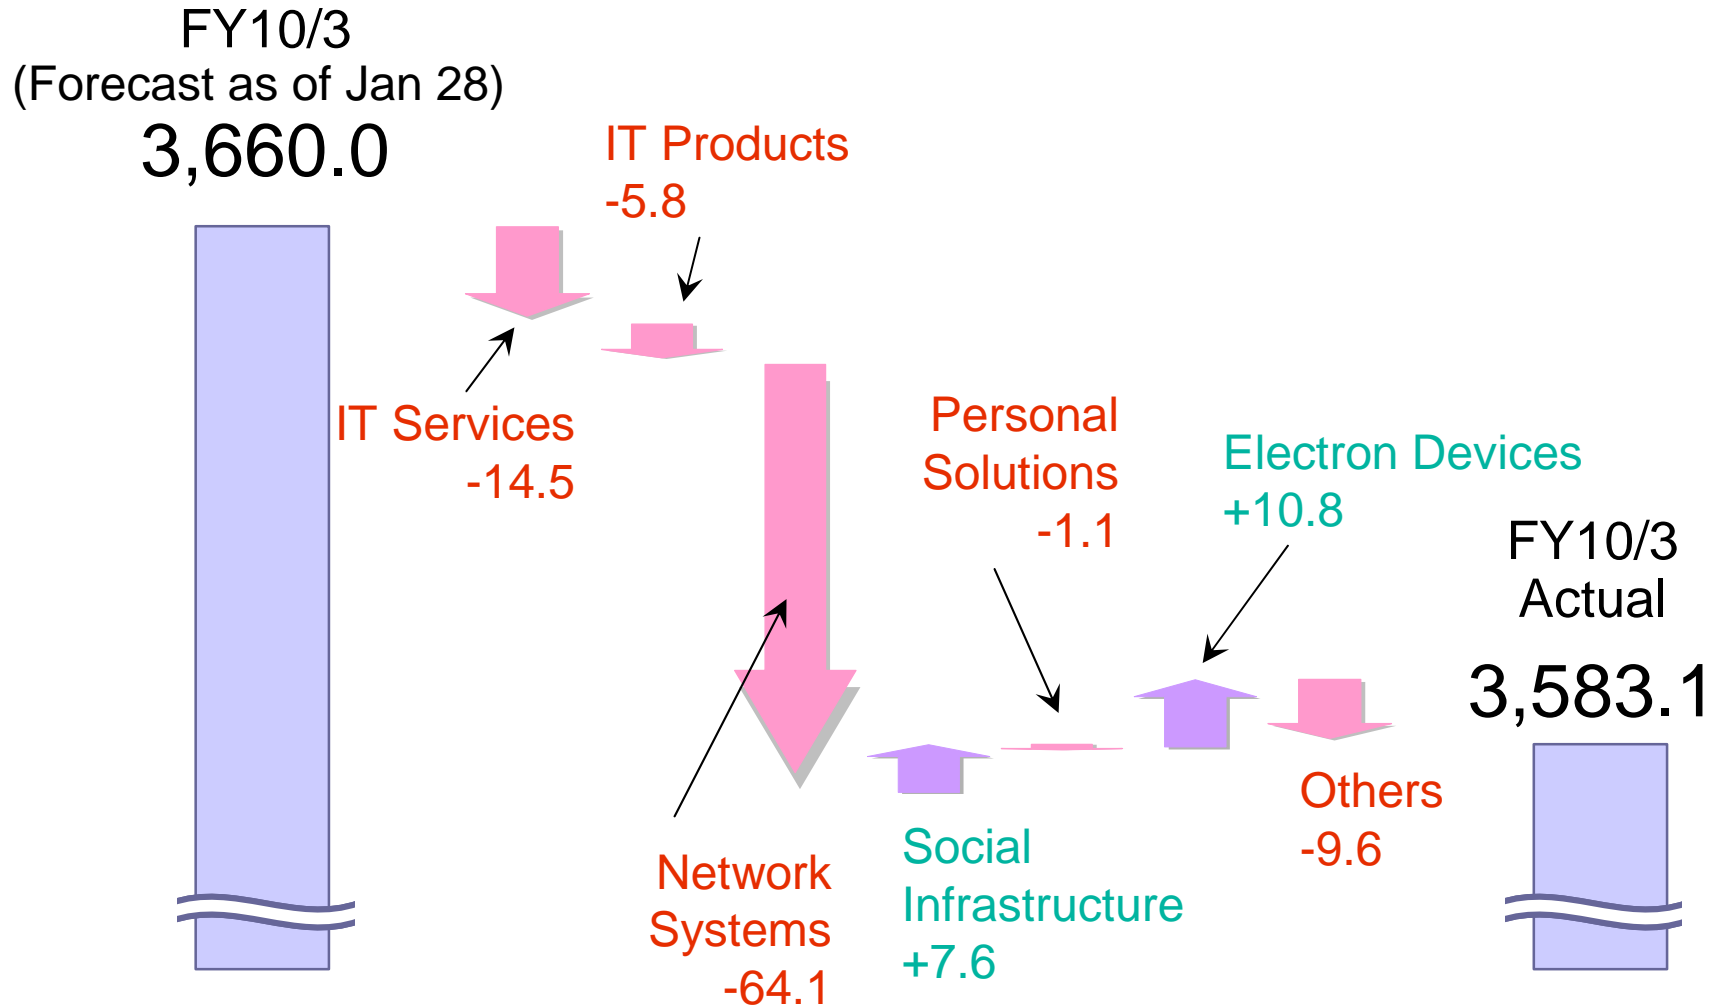 FY10/3
(Forecast as of Jan 28)
3,660.0
IT Products
-5.8
IT Services
-14.5
Network
Systems
-64.1
Social
Infrastructure
+7.6
Personal
Solutions
-1.1
Electron Devices
+10.8
Others
-9.6
FY10/3
Actual
3,583.1